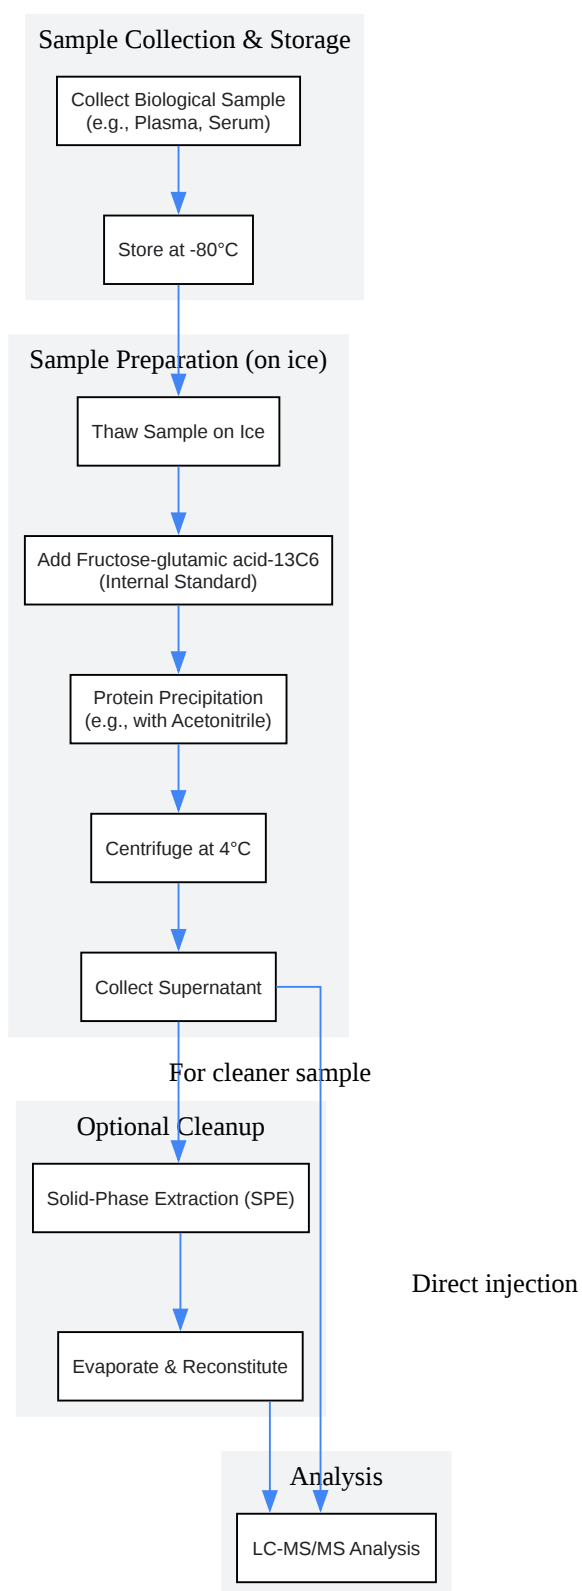 Sample Collection & Storage
Collect Biological Sample
(e.g., Plasma, Serum)
Store at -80°C
Sample Preparation (on ice)
Thaw Sample on Ice
Add Fructose-glutamic acid-13C6
(Internal Standard)
Protein Precipitation
(e.g., with Acetonitrile)
Centrifuge at 4°C
Collect Supernatant
For cleaner sample
Optional Cleanup
Solid-Phase Extraction (SPE)
Direct injection
Evaporate & Reconstitute
Analysis
LC-MS/MS Analysis